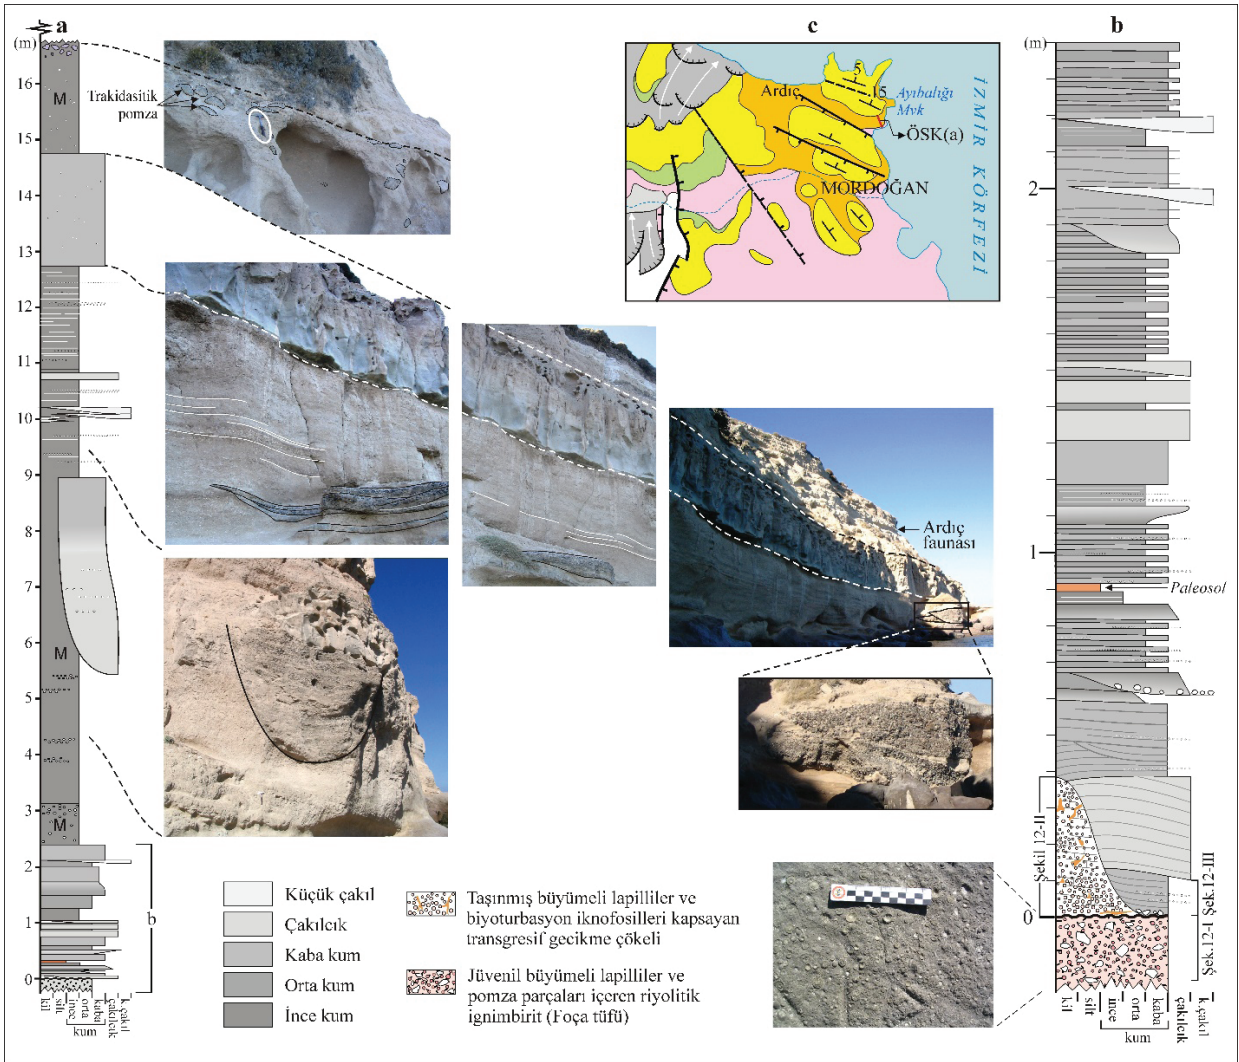 a
(m)
16
15
14
13
12
11
10
9
8
7
6
5
4
3
2
1
0
M
M
M
b
kil
silt
ince
orta
kaba
çakılcık
k.çakıl
kum
Trakidasitik
pomza
c
Ardıç
5
15
Ayıbalığı
Mvk
ÖSK(a)
MORDOĞAN
İZMİR KÖRFEZİ
Ardıç
faunası
Küçük çakıl
Çakılcık
Kaba kum
Orta kum
İnce kum
Taşınmış büyümeli lapilliler ve
biyoturbasyon iknofosilleri kapsayan
transgresif gecikme çökeli
Jüvenil büyümeli lapilliler ve
pomza parçaları içeren riyolitik
ignimbirit (Foça tüfü)
b
(m)
2
1
0
Paleosol
Şekil 12-II
Şek.12-III
Şek.12-I
kil
silt
ince
orta
kaba
çakılcık
k.çakıl
kum